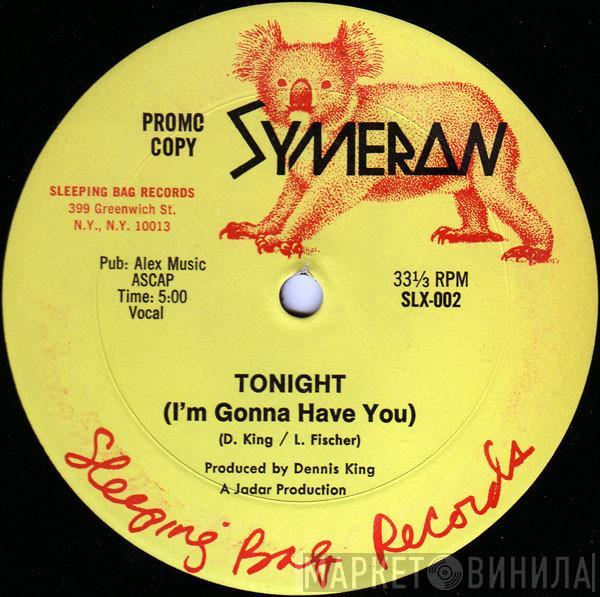 PROMO
COPY
SYMERAN
SLEEPING BAG RECORDS
399 Greenwich St.
N.Y., N.Y. 10013
Pub: Alex Music
ASCAP
Time: 5:00
Vocal
33⅓ RPM
SLX-002
TONIGHT
(I'm Gonna Have You)
(D. King / L. Fischer)
Produced by Dennis King
A Jadar Production
Sleeping Bag Records
МАРКЕТ ВИНИЛА